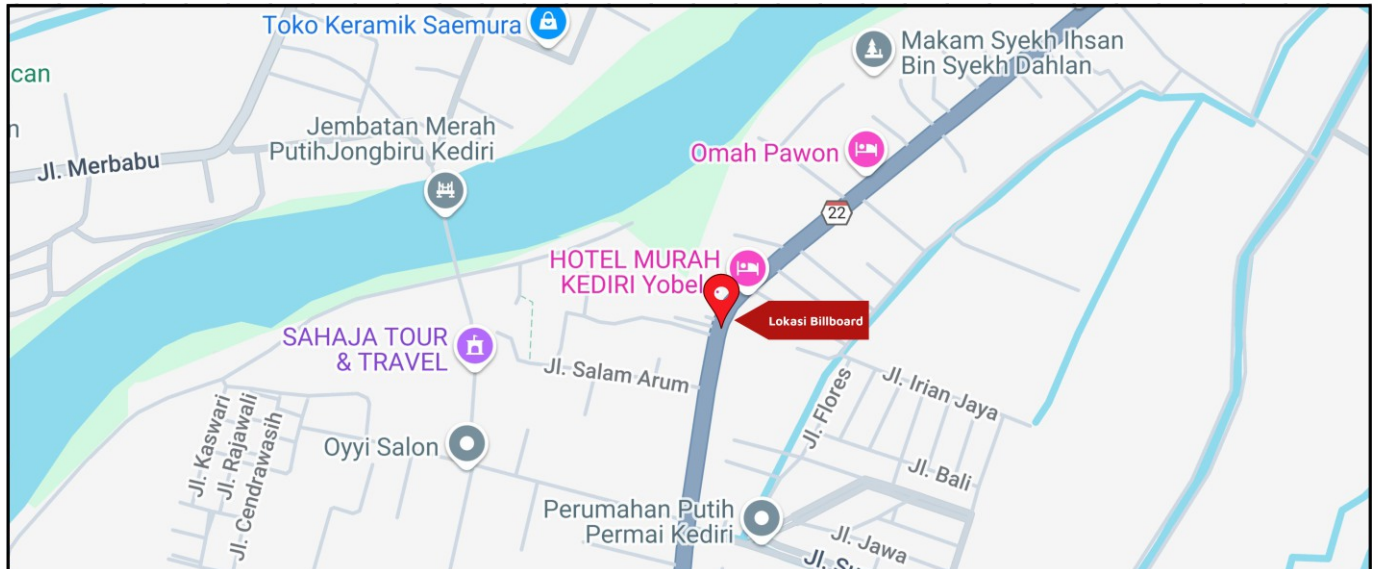 Toko Keramik Saemura
Makam Syekh Ihsan
Bin Syekh Dahlan
can
Jembatan Merah
PutihJongbiru Kediri
Jl. Merbabu
Omah Pawon
22
HOTEL MURAH
KEDIRI Yobel
Lokasi Billboard
SAHAJA TOUR
& TRAVEL
Jl. Salam Arum
Jl. Irian Jaya
Jl. Flores
Jl. Kaswari
Jl. Rajawali
Jl. Cendrawasih
Oyyi Salon
Jl. Bali
Perumahan Putih
Permai Kediri
Jl. Jawa